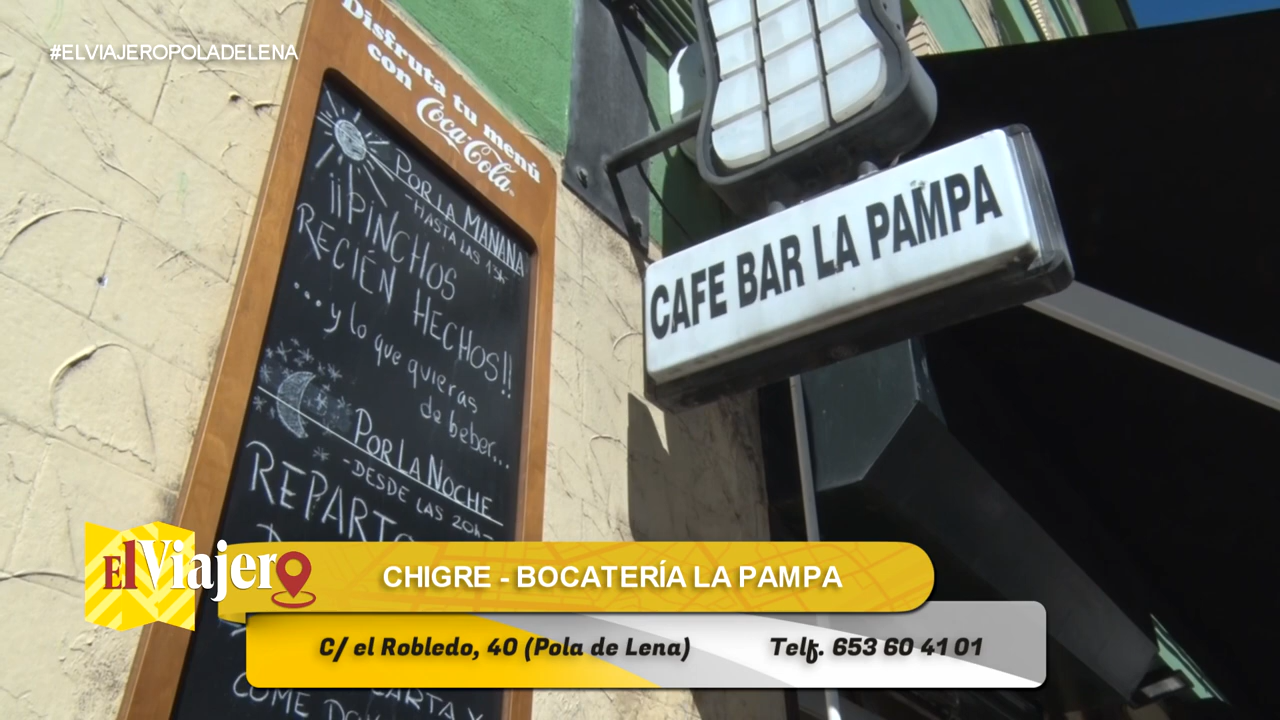 #ELVIAJEROPOLADELENA
Disfruta tu menú
con Coca-Cola
POR LA MAÑANA
-HASTA LAS 13h
¡¡PINCHOS
RECIÉN HECHOS!!
...y lo que quieras
de beber...
POR LA NOCHE
-DESDE LAS 20h-
REPARTO
CARTA Y
COME
CAFE BAR LA PAMPA
El Viajero
CHIGRE - BOCATERÍA LA PAMPA
C/ el Robledo, 40 (Pola de Lena) Telf. 653 60 41 01